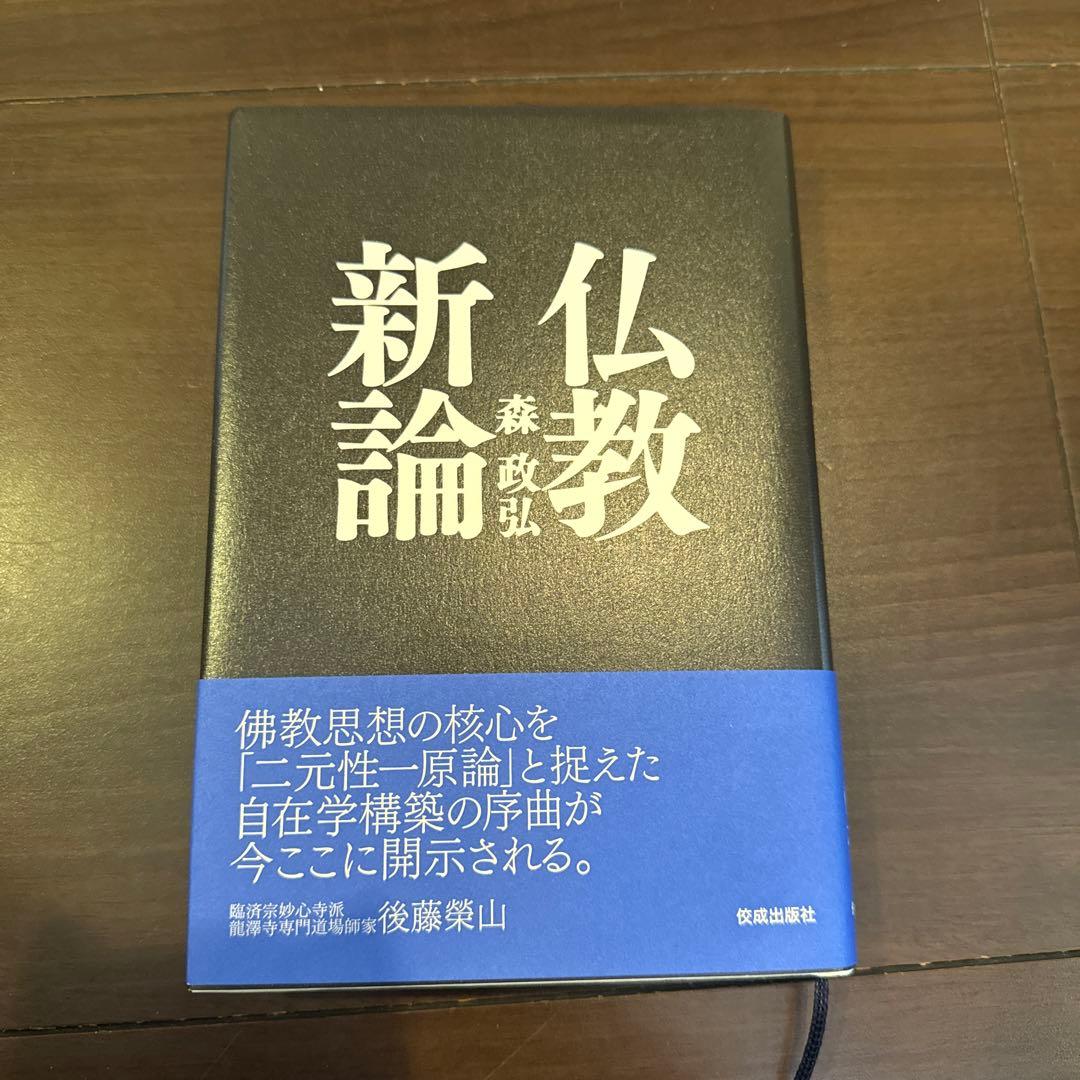 仏教
新論
森 政弘
佛教思想の核心を
「二元性一原論」と捉えた
自在学構築の序曲が
今ここに開示される。
臨済宗妙心寺派
龍澤寺専門道場師家 後藤榮山
佼成出版社